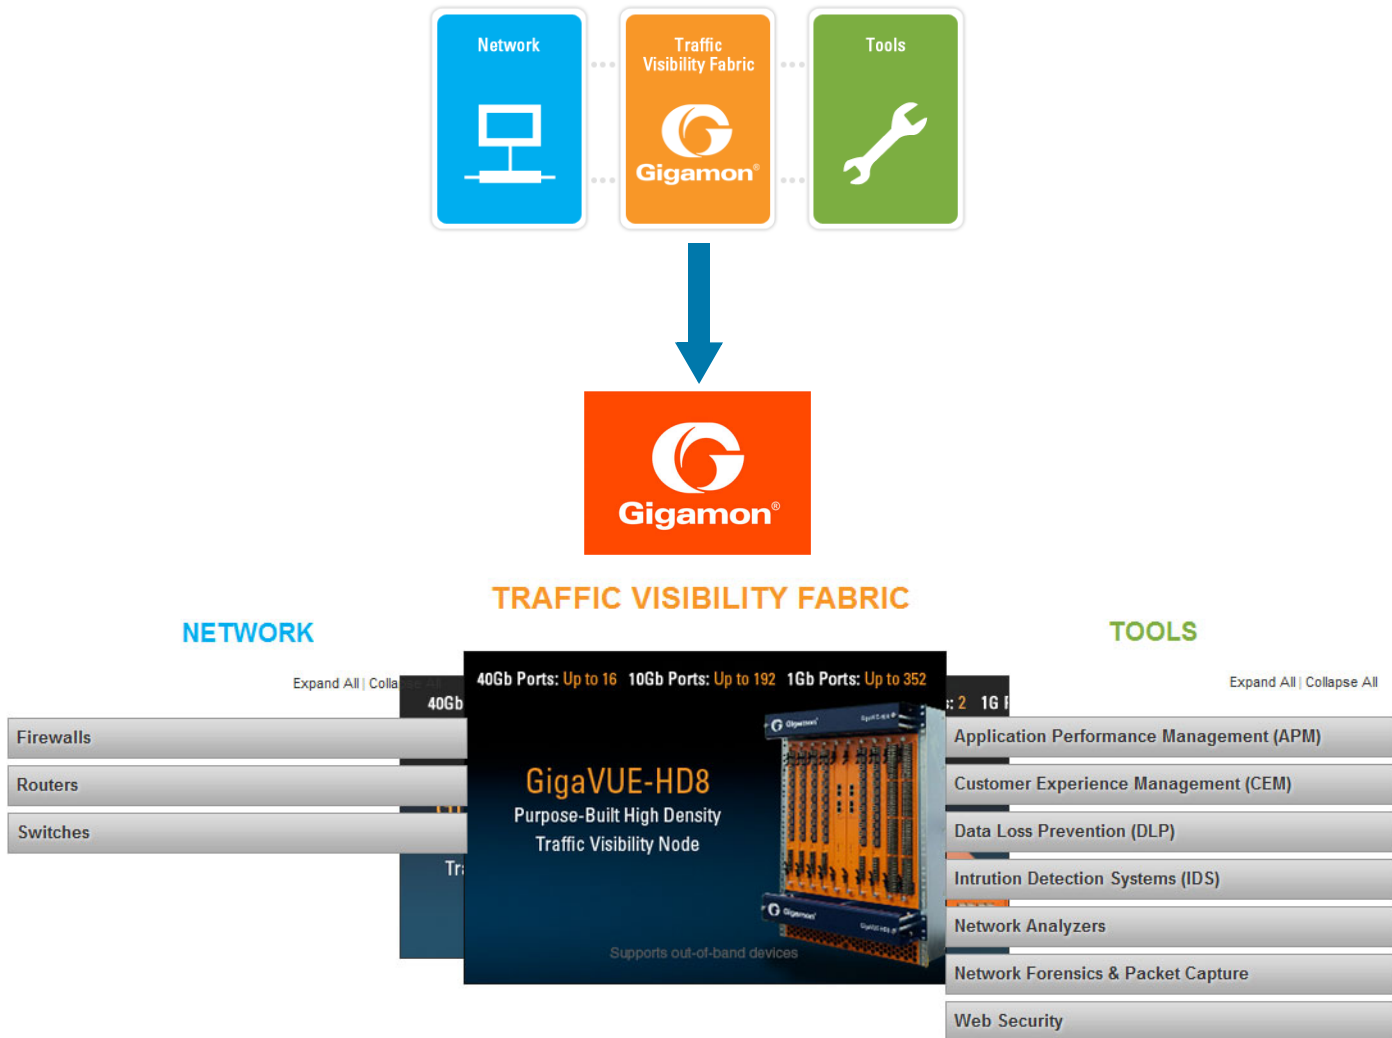 Network
Traffic
Visibility Fabric
Gigamon®
Tools
Gigamon®
TRAFFIC VISIBILITY FABRIC
NETWORK
TOOLS
Expand All | Colla
Expand All | Collapse All
40Gb
40Gb Ports: Up to 16 10Gb Ports: Up to 192 1Gb Ports: Up to 352
: 2 1G
Firewalls
Routers
Switches
GigaVUE-HD8
Purpose-Built High Density
Traffic Visibility Node
Gigamon
Gigamon
Supports out-of-band devices
Application Performance Management (APM)
Customer Experience Management (CEM)
Data Loss Prevention (DLP)
Intrution Detection Systems (IDS)
Network Analyzers
Network Forensics & Packet Capture
Web Security